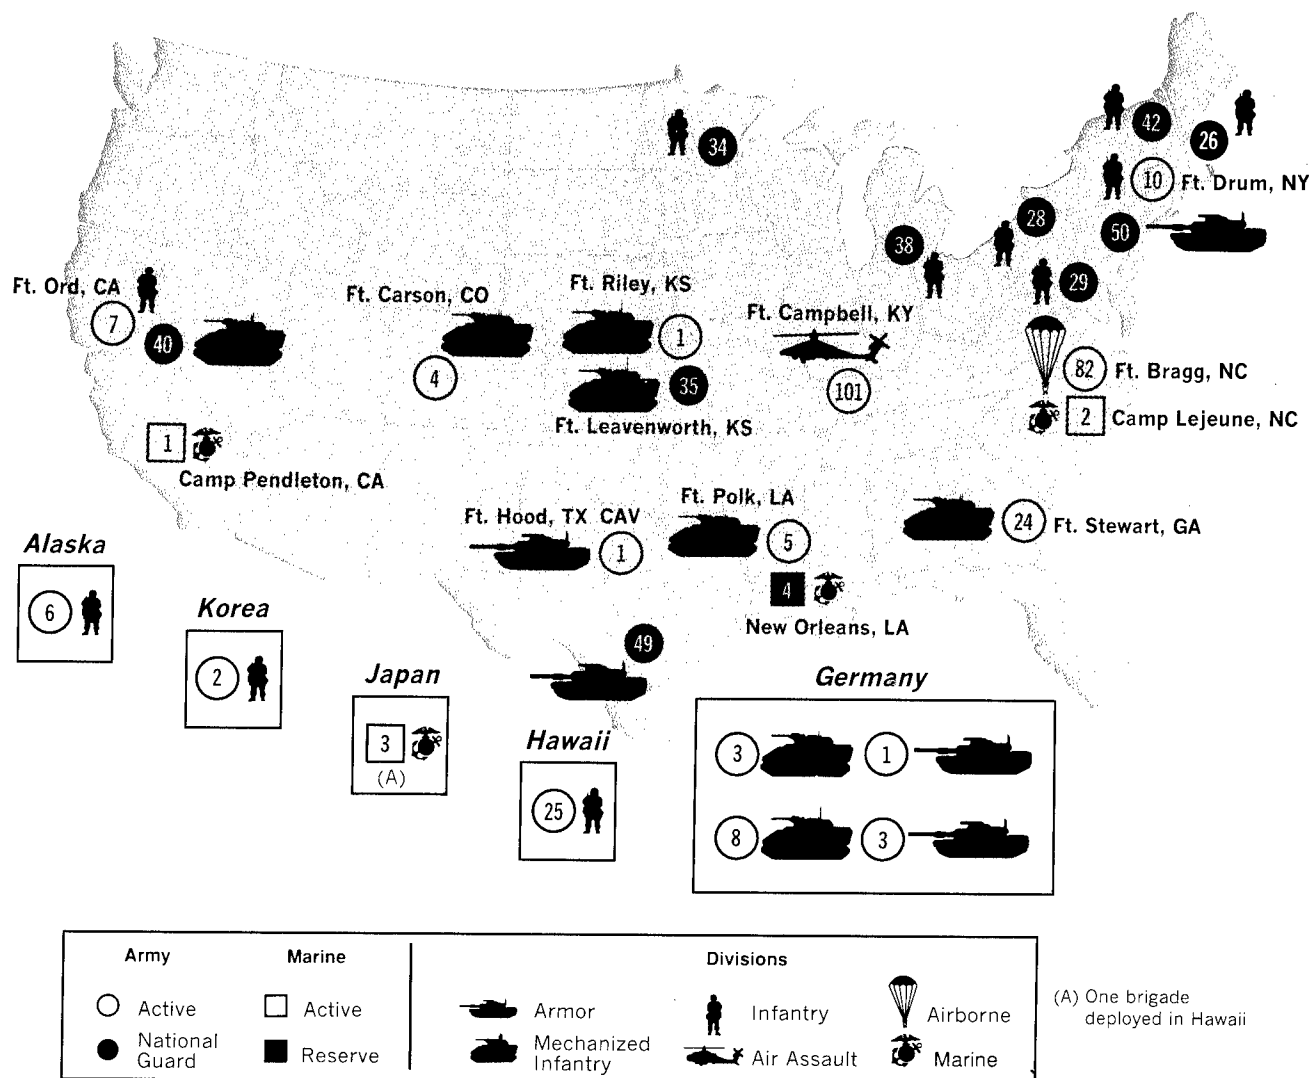 42
34
26
10 Ft. Drum, NY
28
50
38
29
Ft. Ord, CA
7
40
Ft. Carson, CO
4
Ft. Riley, KS
1
35
Ft. Leavenworth, KS
Ft. Campbell, KY
101
82 Ft. Bragg, NC
2 Camp Lejeune, NC
1
Camp Pendleton, CA
Ft. Hood, TX CAV
1
Ft. Polk, LA
5
24 Ft. Stewart, GA
4
New Orleans, LA
49
Alaska
6
Korea
2
Japan
3
(A)
Hawaii
25
Germany
3 1
8 3
Army
Active
National
Guard
Marine
Active
Reserve
Divisions
Armor
Mechanized
Infantry
Infantry
Air Assault
Airborne
Marine
(A) One brigade
deployed in Hawaii